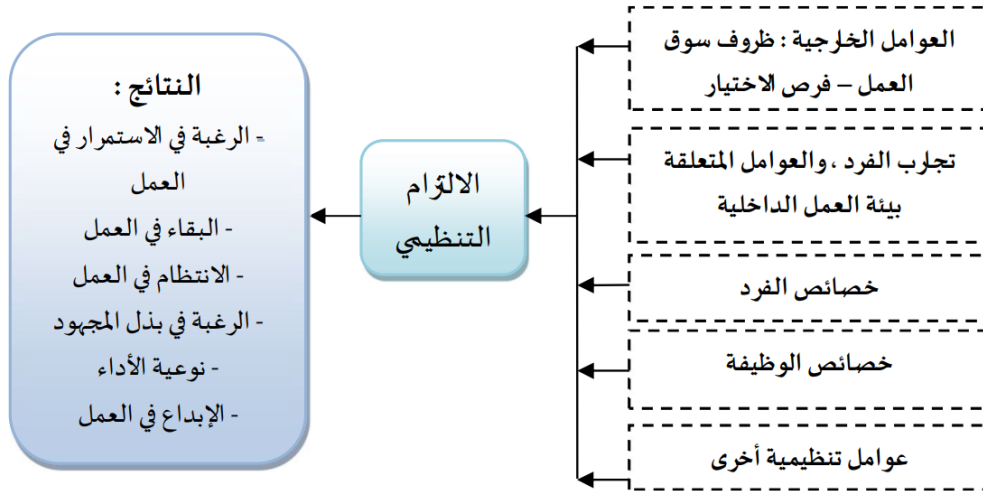 العوامل الخارجية : ظروف سوق
العمل – فرص الاختيار
تجارب الفرد ، والعوامل المتعلقة
بيئة العمل الداخلية
خصائص الفرد
خصائص الوظيفة
عوامل تنظيمية أخرى
الالتزام
التنظيمي
النتائج :
- الرغبة في الاستمرار في
العمل
- البقاء في العمل
- الانتظام في العمل
- الرغبة في بذل المجهود
- نوعية الأداء
- الإبداع في العمل